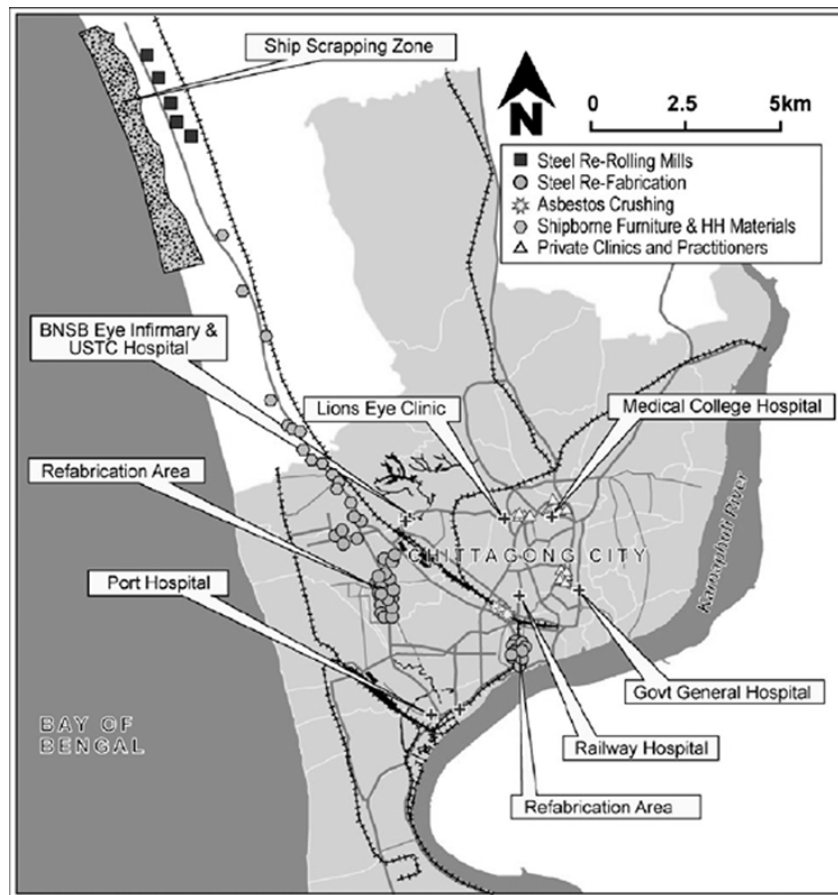 Ship Scrapping Zone
N
0 2.5 5km
Steel Re-Rolling Mills
Steel Re-Fabrication
Asbestos Crushing
Shipborne Furniture & HH Materials
Private Clinics and Practitioners
BNSB Eye Infirmary &
USTC Hospital
Lions Eye Clinic
Medical College Hospital
Refabrication Area
Karnaphuli River
CHITTAGONG CITY
Port Hospital
Govt General Hospital
BAY OF
BENGAL
Railway Hospital
Refabrication Area